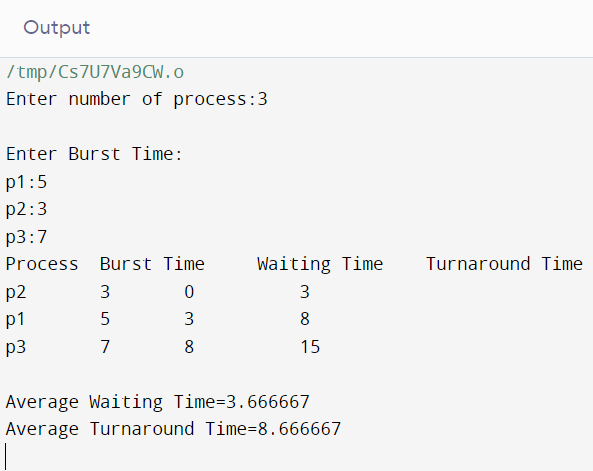 Output
/tmp/Cs7U7Va9CW.o
Enter number of process:3
Enter Burst Time:
p1:5
p2:3
p3:7
Process  Burst Time     Waiting Time    Turnaround Time
p2       3       0          3
p1       5       3          8
p3       7       8          15
Average Waiting Time=3.666667
Average Turnaround Time=8.666667